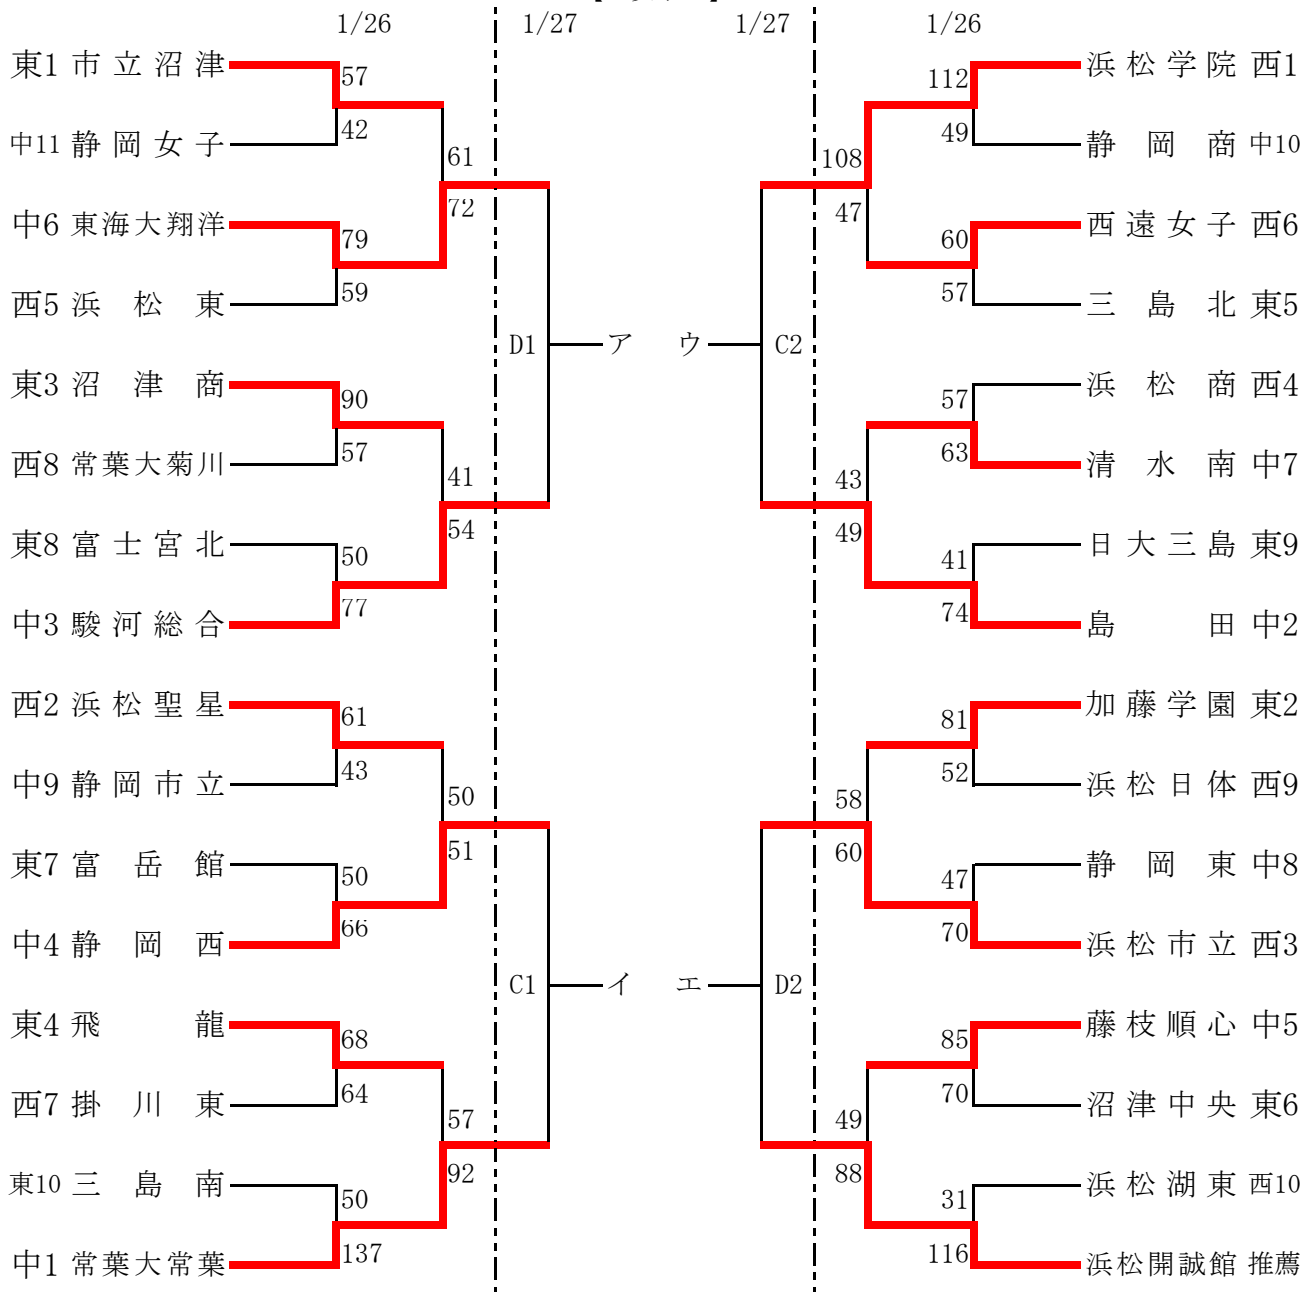 1/26 1/27 1/27 1/26
東1 市立沼津 57 112 浜松学院 西1
中11 静岡女子 42 49 静岡商 中10
61 108
72 47
中6 東海大翔洋 79 60 西遠女子 西6
西5 浜松東 59 57 三島北 東5
D1 ア ウ C2
東3 沼津商 90 57 浜松商 西4
西8 常葉大菊川 57 63 清水南 中7
41 43
54 49
東8 富士宮北 50 41 日大三島 東9
中3 駿河総合 77 74 島田 中2
西2 浜松聖星 61 81 加藤学園 東2
中9 静岡市立 43 52 浜松日体 西9
50 58
51 60
東7 富岳館 50 47 静岡東 中8
中4 静岡西 66 70 浜松市立 西3
C1 イ エ D2
東4 飛龍 68 85 藤枝順心 中5
西7 掛川東 64 70 沼津中央 東6
57 49
92 88
東10 三島南 50 31 浜松湖東 西10
中1 常葉大常葉 137 116 浜松開誠館 推薦